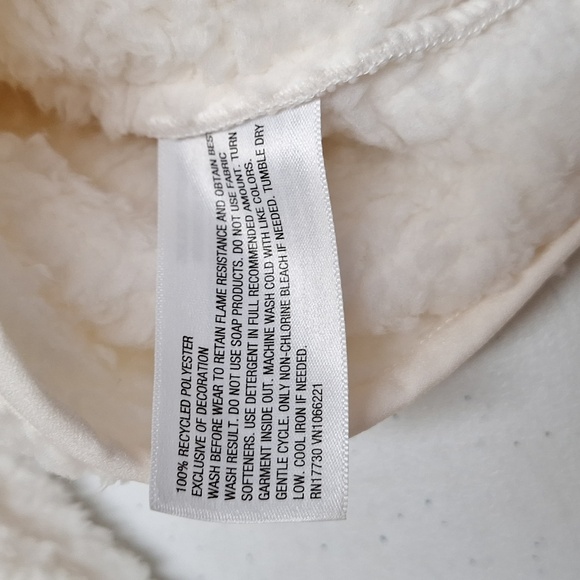 100% RECYCLED POLYESTER
EXCLUSIVE OF DECORATION
WASH BEFORE WEAR TO RETAIN FLAME RESISTANCE AND OBTAIN BEST
WASH RESULT. DO NOT USE SOAP PRODUCTS. DO NOT USE FABRIC
SOFTENERS. USE DETERGENT IN FULL RECOMMENDED AMOUNT. TURN
GARMENT INSIDE OUT. MACHINE WASH COLD WITH LIKE COLORS.
GENTLE CYCLE. ONLY NON-CHLORINE BLEACH IF NEEDED. TUMBLE DRY
LOW. COOL IRON IF NEEDED.
RN17730 VN1066221